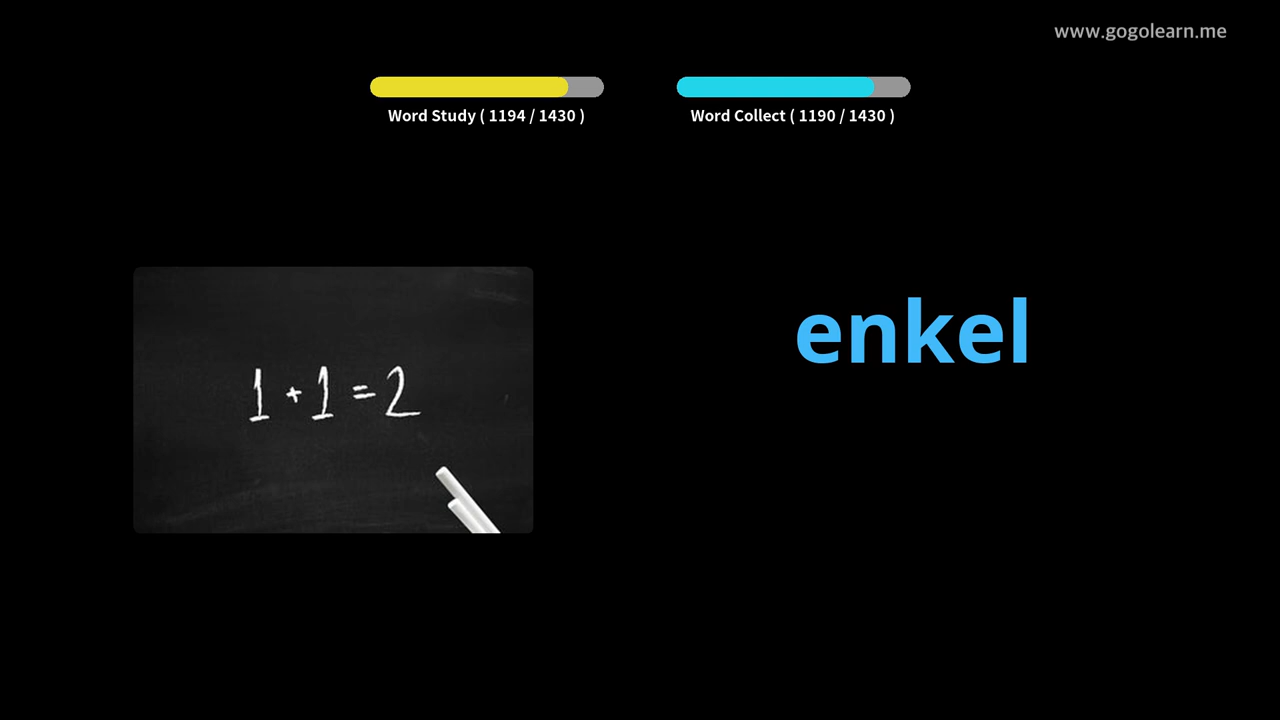 www.gogolearn.me
Word Study ( 1194 / 1430 )
Word Collect ( 1190 / 1430 )
enkel
1 + 1 = 2